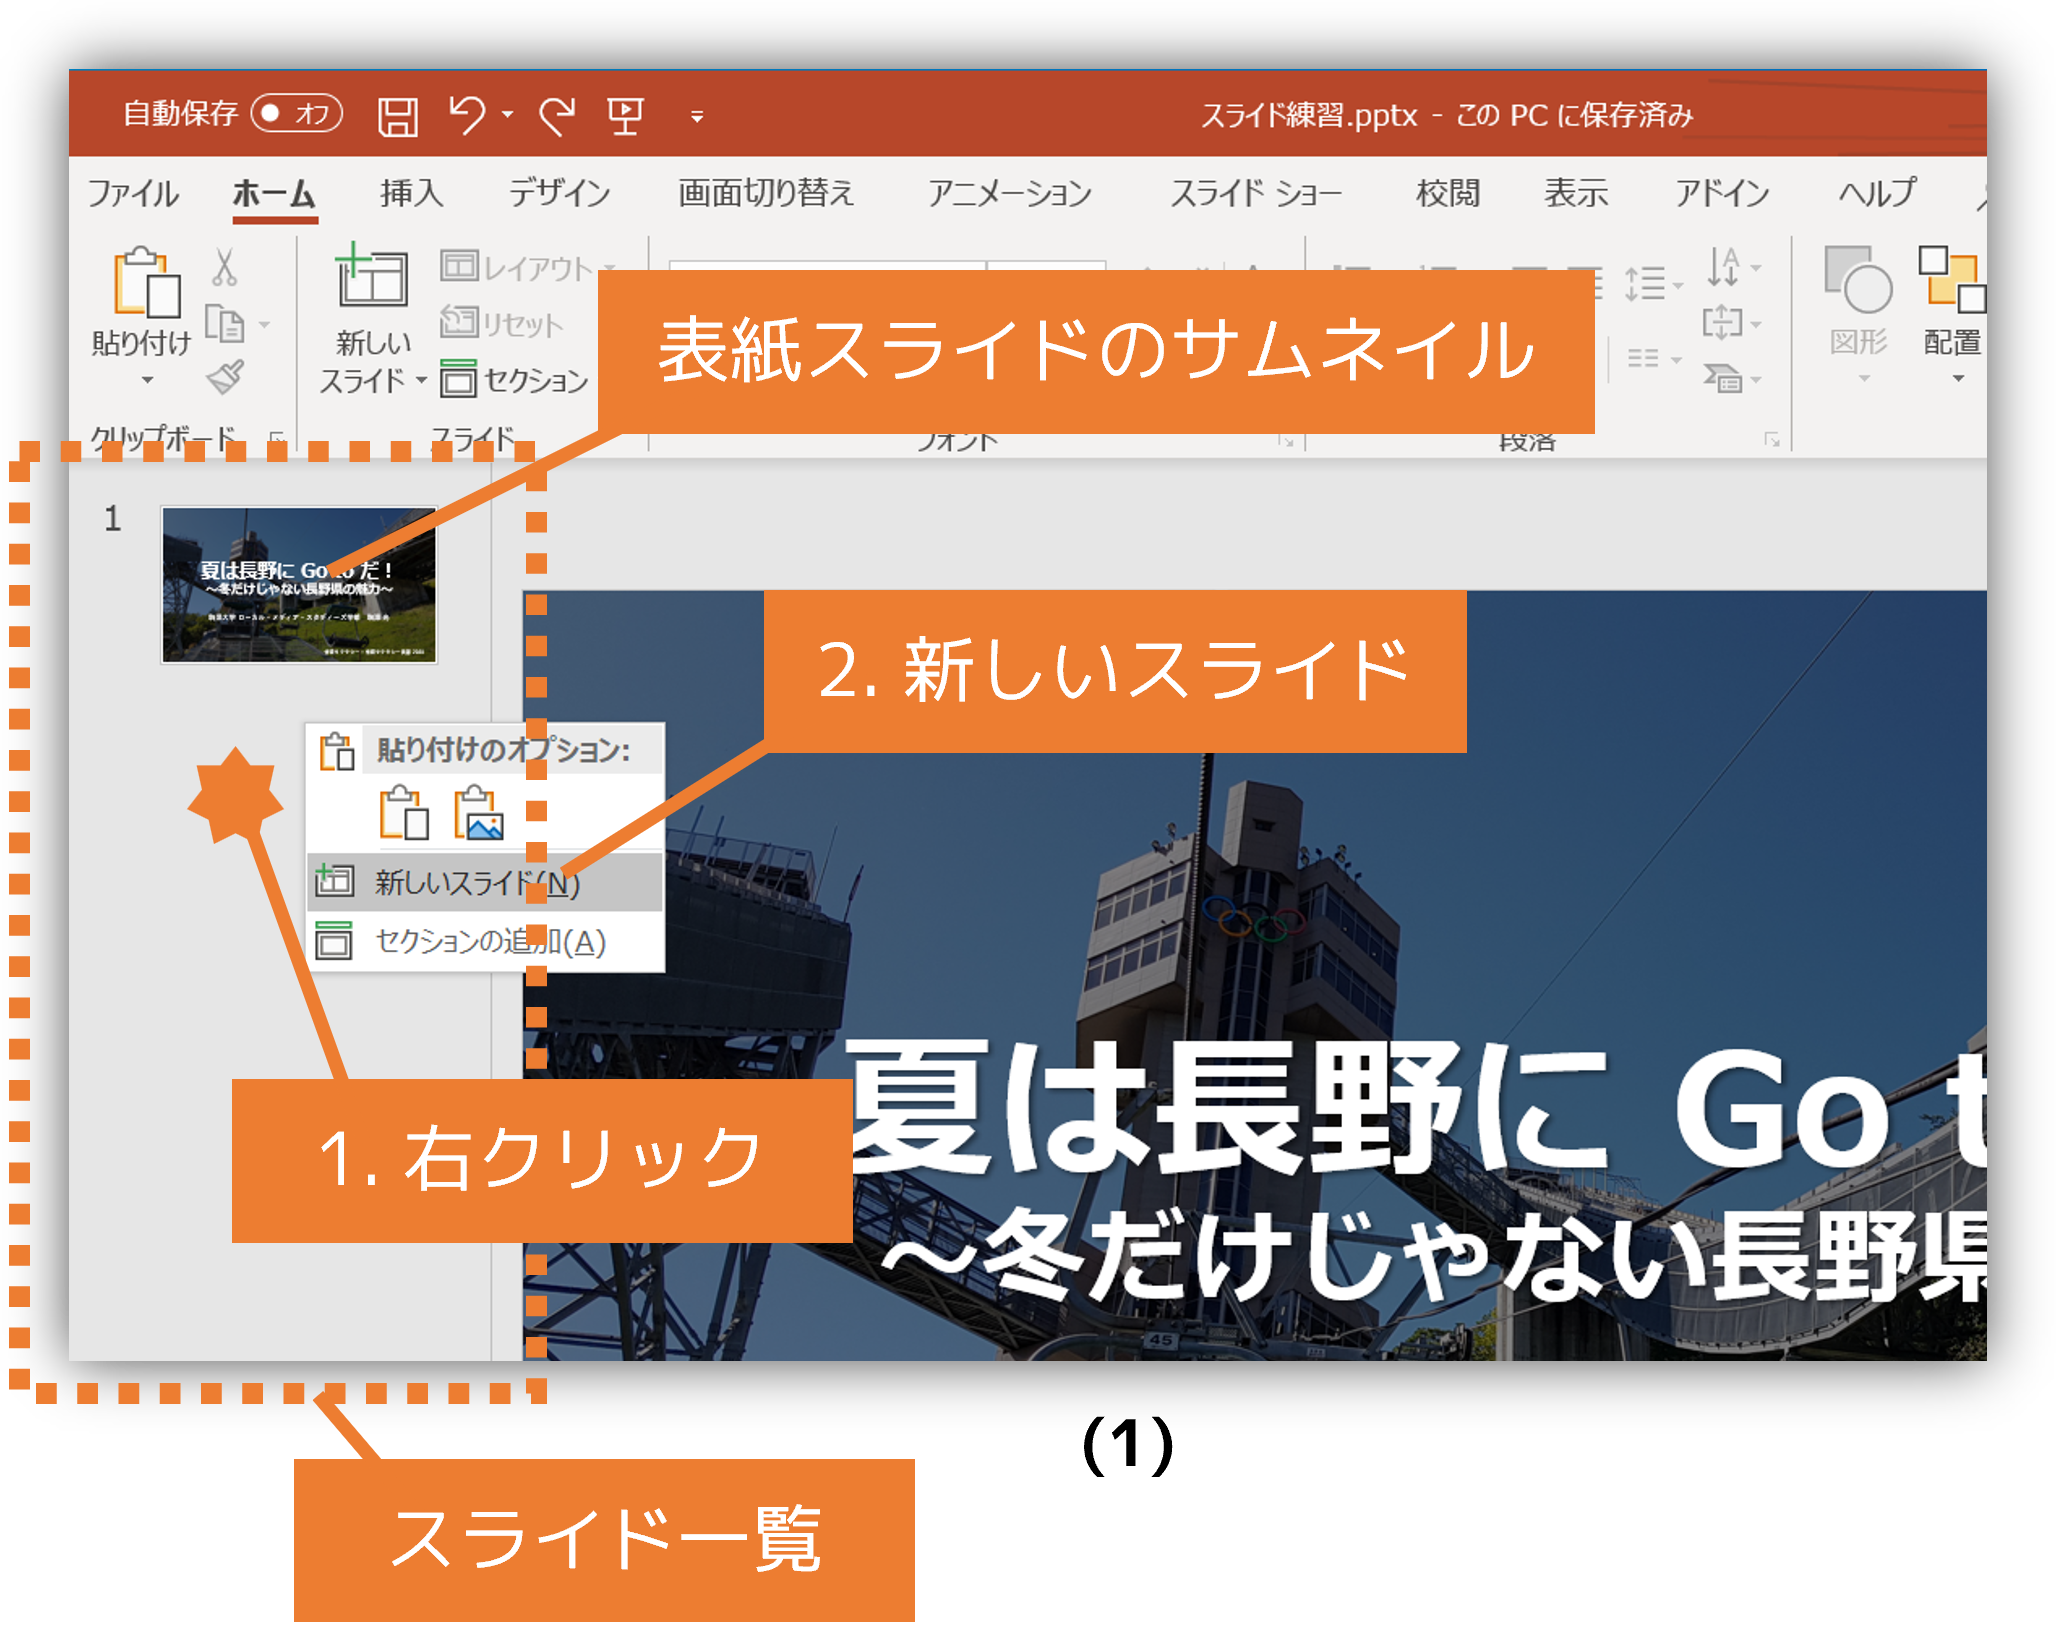 自動保存 オフ スライド練習.pptx - この PC に保存済み
ファイル ホーム 挿入 デザイン 画面切り替え アニメーション スライド ショー 校閲 表示 アドイン ヘルプ
貼り付け
新しい
スライド
レイアウト
リセット
セクション
図形
配置
クリップボード スライド フォント 段落
表紙スライドのサムネイル
1
夏は長野に Go to だ！
～冬だけじゃない長野県の魅力～
2. 新しいスライド
貼り付けのオプション:
新しいスライド(N)
セクションの追加(A)
1. 右クリック
夏は長野に Go t
～冬だけじゃない長野県
45
(1)
スライド一覧